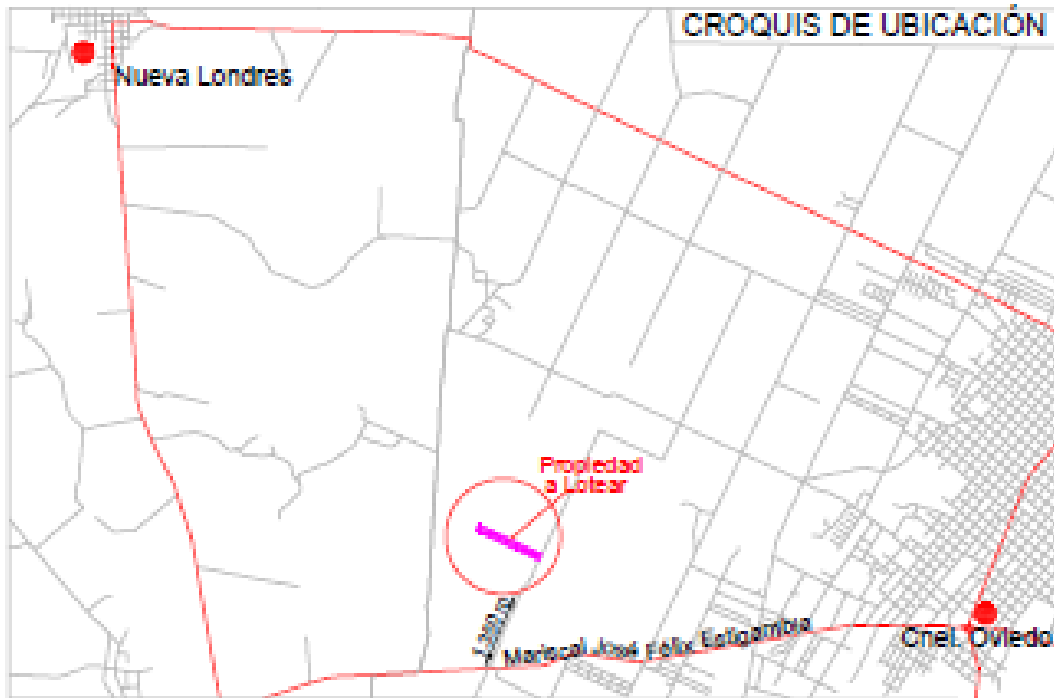 CROQUIS DE UBICACIÓN
Nueva Londres
Propiedad
a Lotear
Mariscal José Félix Estigarribia
Cnel. Oviedo